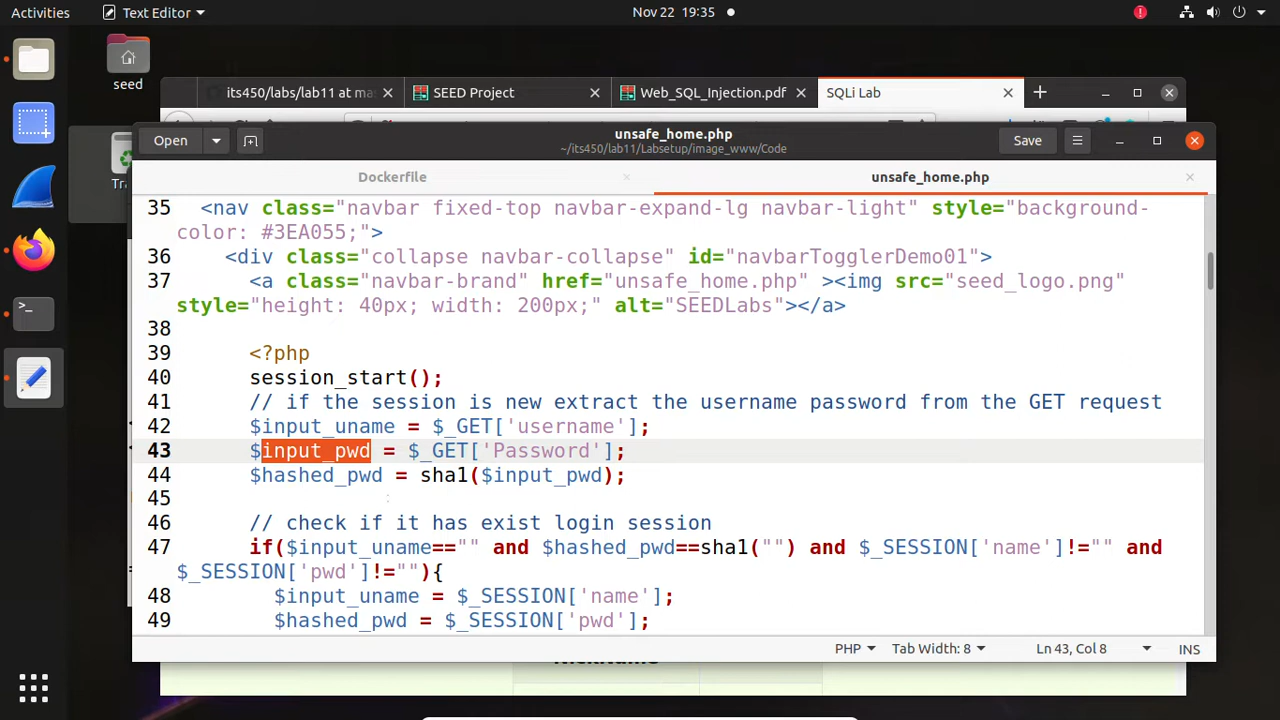 Activities
Text Editor
Nov 22 19:35
seed
its450/labs/lab11 at ma
SEED Project
Web_SQL_Injection.pdf
SQLi Lab
Open
unsafe_home.php
~/its450/lab11/Labsetup/image_www/Code
Save
Tra
Dockerfile
unsafe_home.php
35 <nav class="navbar fixed-top navbar-expand-lg navbar-light" style="background-
color: #3EA055;">
36 <div class="collapse navbar-collapse" id="navbarTogglerDemo01">
37 <a class="navbar-brand" href="unsafe_home.php" ><img src="seed_logo.png"
style="height: 40px; width: 200px;" alt="SEEDLabs"></a>
38
39 <?php
40 session_start();
41 // if the session is new extract the username password from the GET request
42 $input_uname = $_GET['username'];
43 $input_pwd = $_GET['Password'];
44 $hashed_pwd = sha1($input_pwd);
45
46 // check if it has exist login session
47 if($input_uname=="" and $hashed_pwd==sha1("") and $_SESSION['name']!="" and
$_SESSION['pwd']!=""){
48 $input_uname = $_SESSION['name'];
49 $hashed_pwd = $_SESSION['pwd'];
PHP
Tab Width: 8
Ln 43, Col 8
INS
NickName